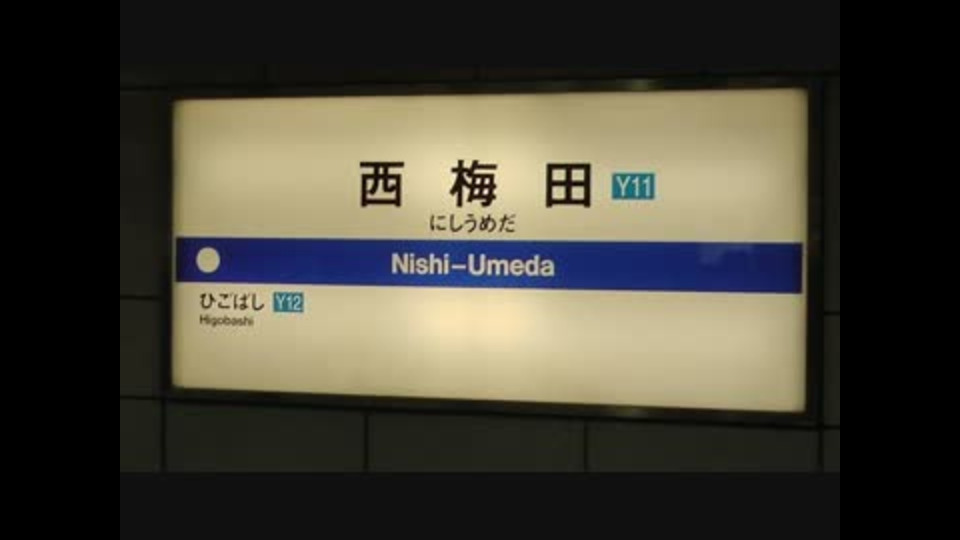 西梅田 Y11
にしうめだ
Nishi-Umeda
ひごばし Y12
Higobashi